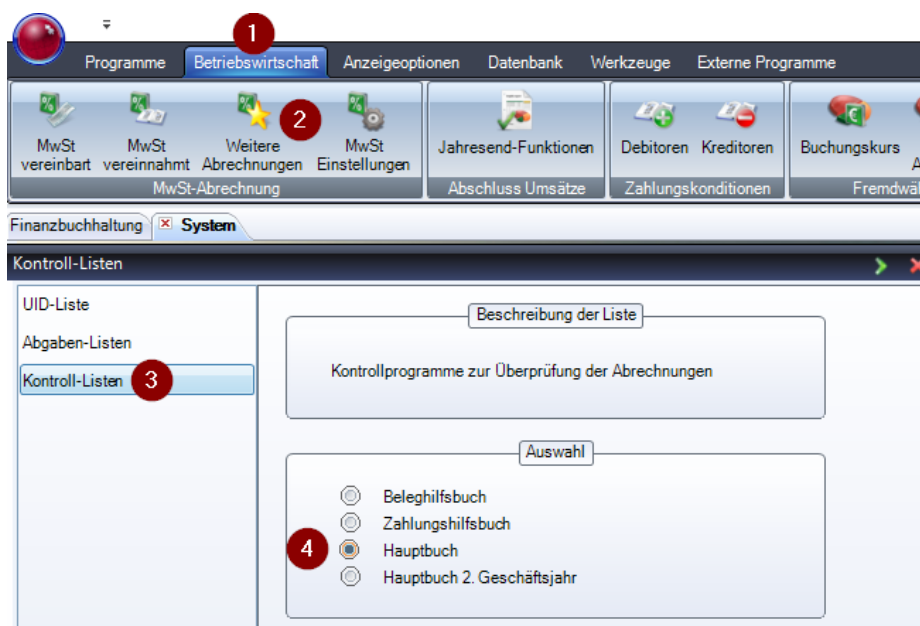 1
Programme Betriebswirtschaft Anzeigeoptionen Datenbank Werkzeuge Externe Programme
2
MwSt vereinbart
MwSt vereinnahmt
Weitere Abrechnungen
MwSt Einstellungen
Jahresend-Funktionen
Debitoren Kreditoren
Buchungskurs
MwSt-Abrechnung
Abschluss Umsätze
Zahlungskonditionen
Finanzbuchhaltung System
Kontroll-Listen
UID-Liste
Abgaben-Listen
Kontroll-Listen 3
Beschreibung der Liste
Kontrollprogramme zur Überprüfung der Abrechnungen
Auswahl
Beleghilfsbuch
Zahlungshilfsbuch
4 Hauptbuch
Hauptbuch 2. Geschäftsjahr